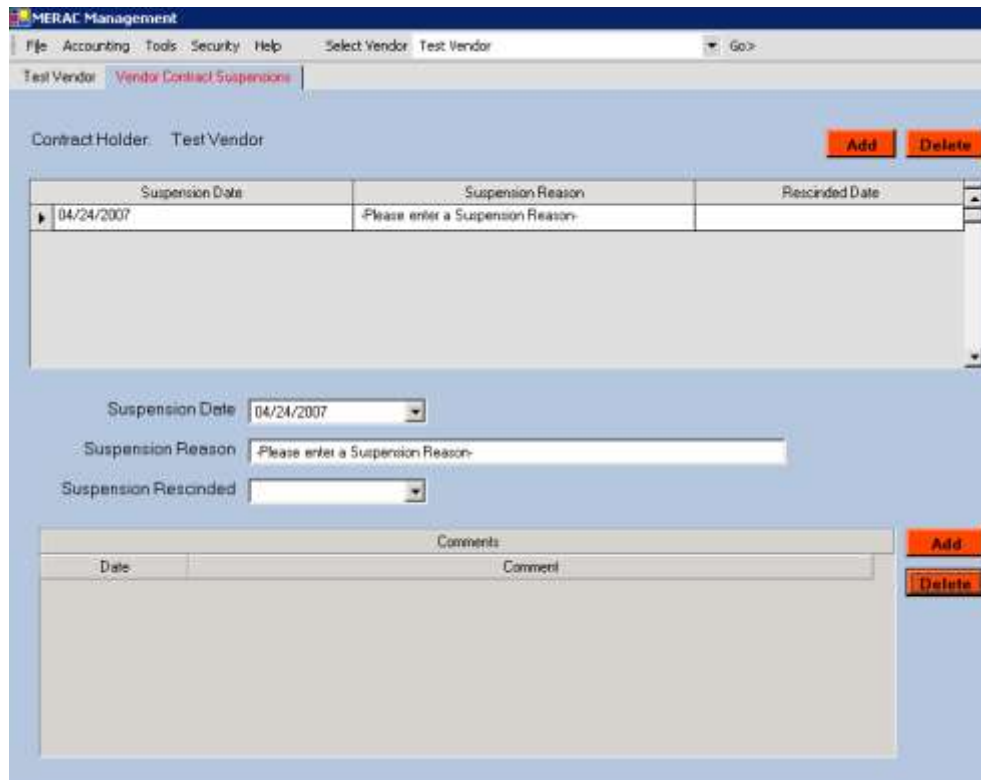 MERAC Management
File Accounting Tools Security Help Select Vendor Test Vendor Go>
Test Vendor Vendor Contract Suspensions
Contract Holder: Test Vendor
Add Delete
Suspension Date Suspension Reason Rescinded Date
04/24/2007 -Please enter a Suspension Reason-
Suspension Date 04/24/2007
Suspension Reason -Please enter a Suspension Reason-
Suspension Rescinded
Comments
Add
Date Comment
Delete